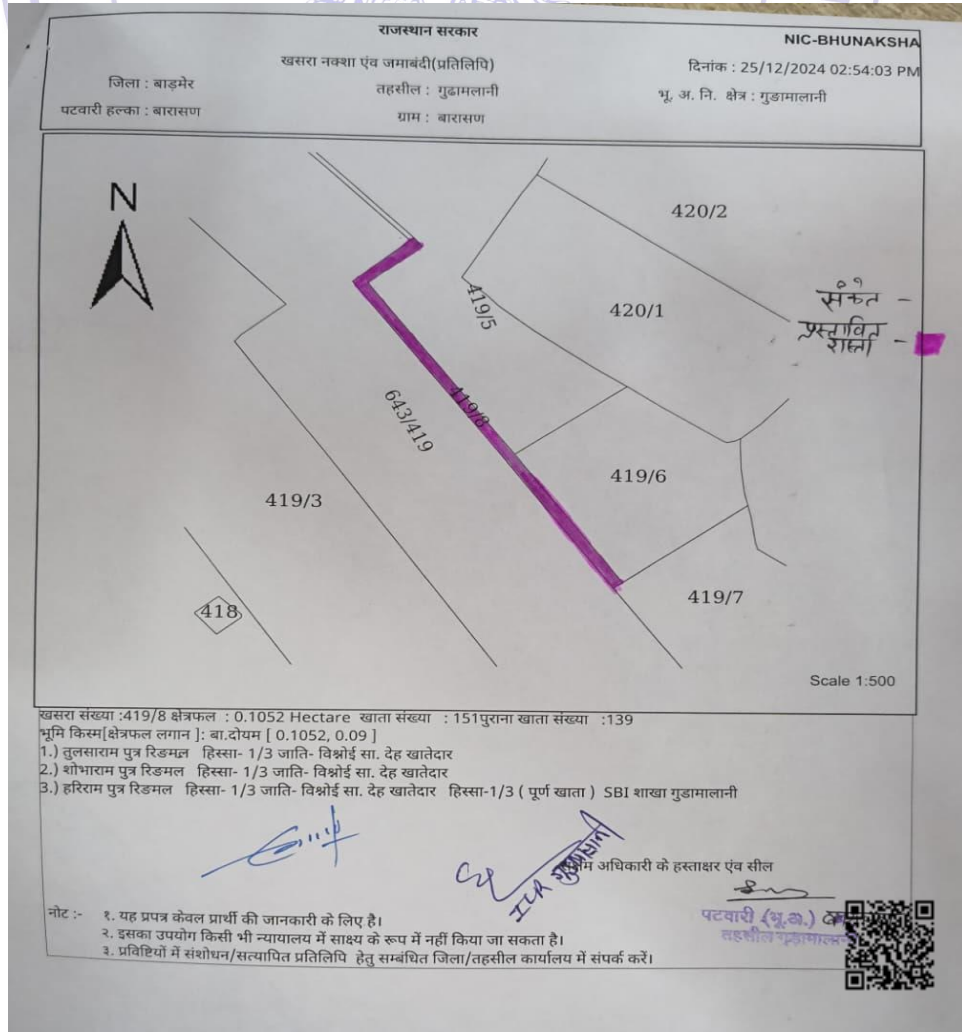 राजस्थान सरकार
NIC-BHUNAKSHA
खसरा नक्शा एंव जमाबंदी(प्रतिलिपि)
दिनांक : 25/12/2024 02:54:03 PM
जिला : बाड़मेर
तहसील : गुढामलानी
भू. अ. नि. क्षेत्र : गुडामालानी
पटवारी हल्का : बारासण
ग्राम : बारासण
N
420/2
420/1
419/5
संकेत -
प्रस्तावित रास्ता -
643/419
419/8
419/6
419/3
419/7
418
Scale 1:500
खसरा संख्या :419/8 क्षेत्रफल : 0.1052 Hectare खाता संख्या : 151पुराना खाता संख्या :139
भूमि किस्म[क्षेत्रफल लगान ]: बा.दोयम [ 0.1052, 0.09 ]
1.) तुलसाराम पुत्र रिङमल हिस्सा- 1/3 जाति- विश्नोई सा. देह खातेदार
2.) शोभाराम पुत्र रिङमल हिस्सा- 1/3 जाति- विश्नोई सा. देह खातेदार
3.) हरिराम पुत्र रिङमल हिस्सा- 1/3 जाति- विश्नोई सा. देह खातेदार हिस्सा-1/3 ( पूर्ण खाता ) SBI शाखा गुडामालानी
ILR गुडामालानी
अधिकारी के हस्ताक्षर एंव सील
पटवारी (भू.अ.)
तहसील गुड़ामालानी
नोट :- १. यह प्रपत्र केवल प्रार्थी की जानकारी के लिए है।
२. इसका उपयोग किसी भी न्यायालय में साक्ष्य के रूप में नहीं किया जा सकता है।
३. प्रविष्टियों में संशोधन/सत्यापित प्रतिलिपि हेतु सम्बंधित जिला/तहसील कार्यालय में संपर्क करें।